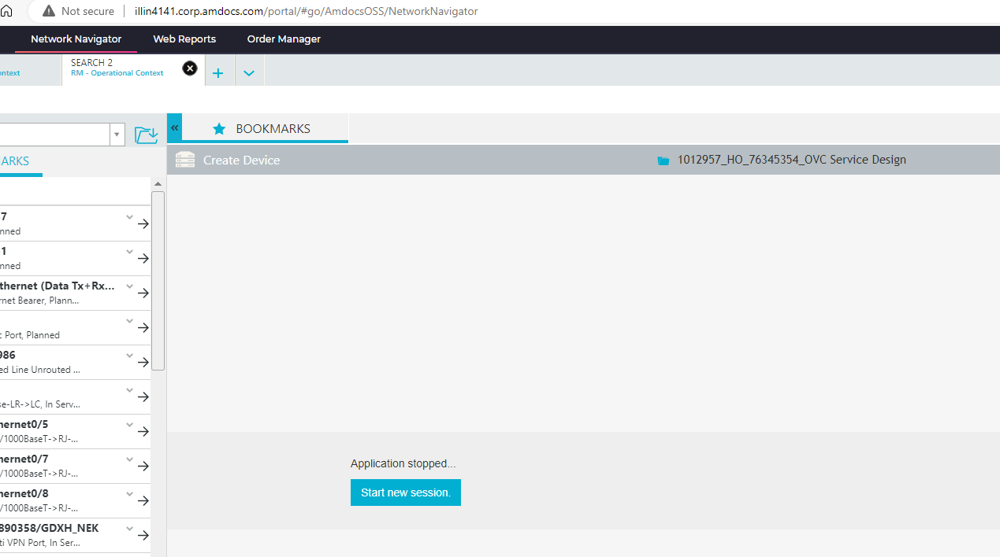 Not secure illin4141.corp.amdocs.com/portal/#go/AmdocsOSS/NetworkNavigator
Network Navigator Web Reports Order Manager
SEARCH 2
ontext RM - Operational Context
BOOKMARKS
Create Device 1012957_HO_76345354_OVC Service Design
ARKS
7
nned
1
nned
thernet (Data Tx+Rx...
rnet Bearer, Plann...
c Port, Planned
986
ed Line Unrouted ...
se-LR->LC, In Serv...
hernet0/5
/1000BaseT->RJ-...
hernet0/7
/1000BaseT->RJ-...
hernet0/8
/1000BaseT->RJ-...
890358/GDXH_NEK
ti VPN Port, In Ser...
Application stopped...
Start new session.